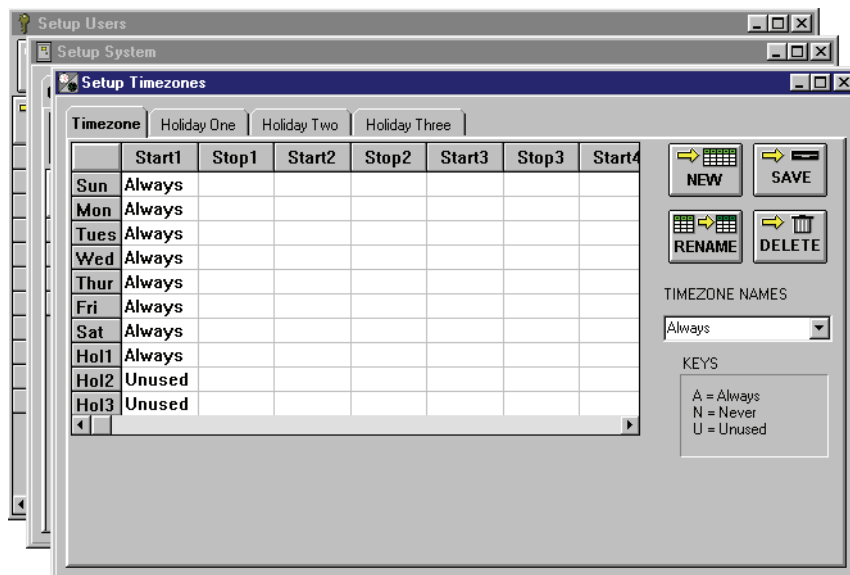 Setup Users
Setup System
Setup Timezones
Timezone Holiday One Holiday Two Holiday Three
Start1 Stop1 Start2 Stop2 Start3 Stop3 Start4
Sun Always
Mon Always
Tues Always
Wed Always
Thur Always
Fri Always
Sat Always
Hol1 Always
Hol2 Unused
Hol3 Unused
NEW SAVE
RENAME DELETE
TIMEZONE NAMES
Always
KEYS
A = Always
N = Never
U = Unused